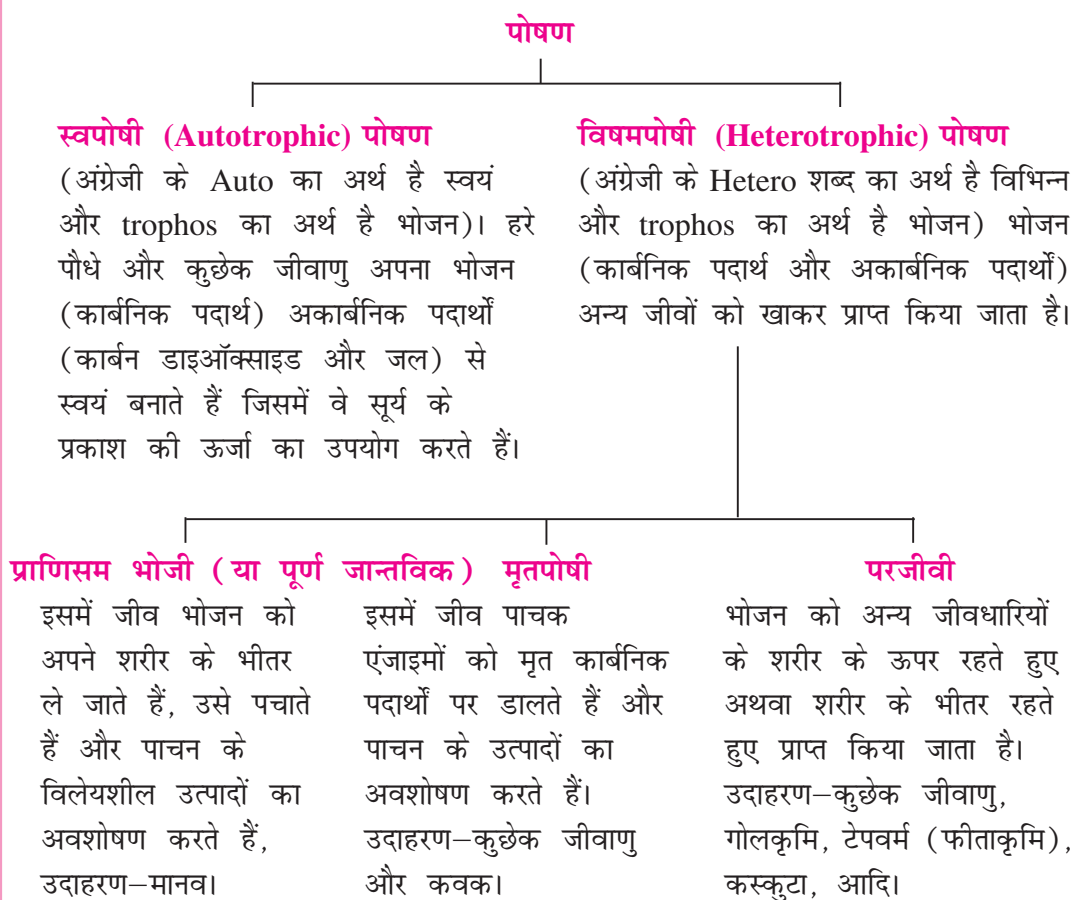 पोषण
स्वपोषी (Autotrophic) पोषण
(अंग्रेजी के Auto का अर्थ है स्वयं
और trophos का अर्थ है भोजन)। हरे
पौधे और कुछेक जीवाणु अपना भोजन
(कार्बनिक पदार्थ) अकार्बनिक पदार्थों
(कार्बन डाइऑक्साइड और जल) से
स्वयं बनाते हैं जिसमें वे सूर्य के
प्रकाश की ऊर्जा का उपयोग करते हैं।
विषमपोषी (Heterotrophic) पोषण
(अंग्रेजी के Hetero शब्द का अर्थ है विभिन्न
और trophos का अर्थ है भोजन) भोजन
(कार्बनिक पदार्थ और अकार्बनिक पदार्थों)
अन्य जीवों को खाकर प्राप्त किया जाता है।
प्राणिसम भोजी (या पूर्ण जान्तविक)
इसमें जीव भोजन को
अपने शरीर के भीतर
ले जाते हैं, उसे पचाते
हैं और पाचन के
विलेयशील उत्पादों का
अवशोषण करते हैं,
उदाहरण–मानव।
मृतपोषी
इसमें जीव पाचक
एंजाइमों को मृत कार्बनिक
पदार्थों पर डालते हैं और
पाचन के उत्पादों का
अवशोषण करते हैं।
उदाहरण–कुछेक जीवाणु
और कवक।
परजीवी
भोजन को अन्य जीवधारियों
के शरीर के ऊपर रहते हुए
अथवा शरीर के भीतर रहते
हुए प्राप्त किया जाता है।
उदाहरण–कुछेक जीवाणु,
गोलकृमि, टेपवर्म (फीताकृमि),
कस्कुटा, आदि।